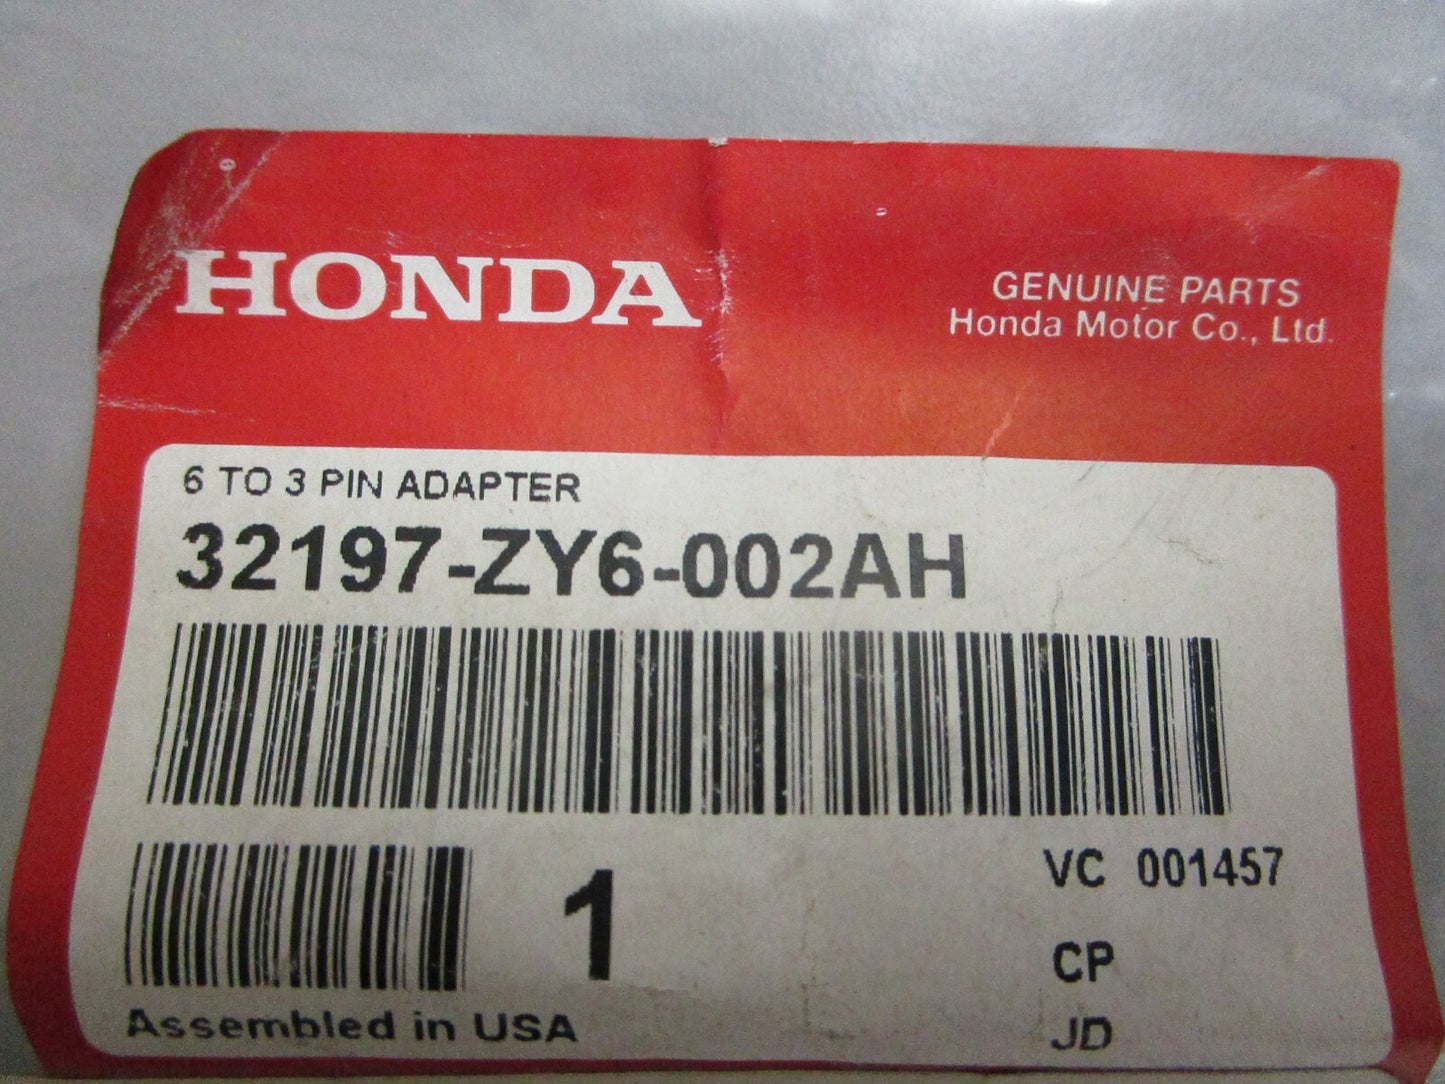 HONDA
GENUINE PARTS
Honda Motor Co., Ltd.
6 TO 3 PIN ADAPTER
32197-ZY6-002AH
1
VC 001457
CP
JD
Assembled in USA